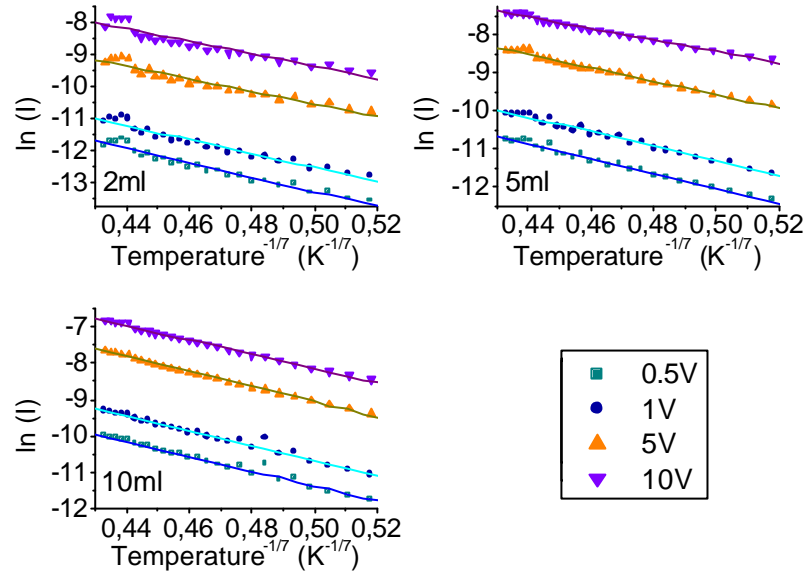 ln (I)
-8
-9
-10
-11
-12
-13
2ml
0,44 0,46 0,48 0,50 0,52
Temperature^-1/7 (K^-1/7)
ln (I)
-7
-8
-9
-10
-11
-12
5ml
0,44 0,46 0,48 0,50 0,52
Temperature^-1/7 (K^-1/7)
ln (I)
-7
-8
-9
-10
-11
-12
10ml
0,44 0,46 0,48 0,50 0,52
Temperature^-1/7 (K^-1/7)
0.5V
1V
5V
10V